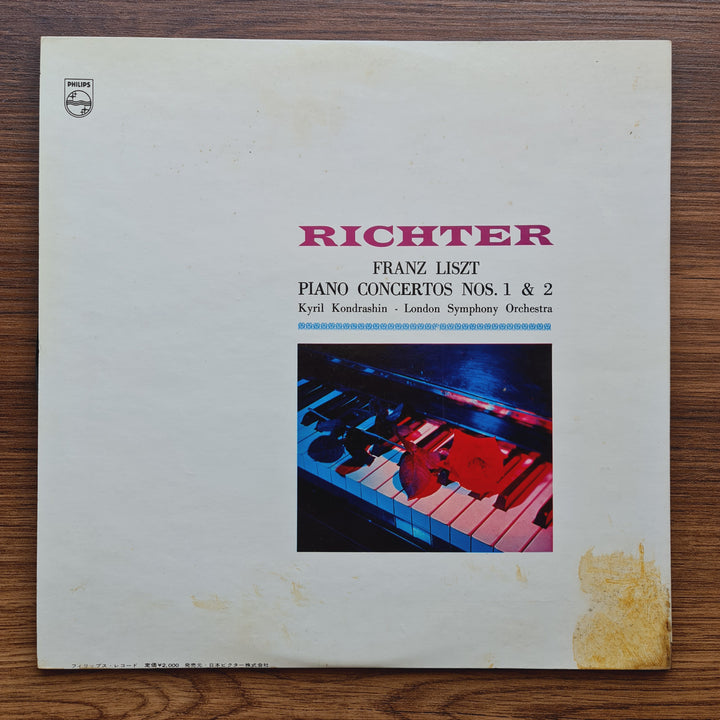 PHILIPS
RICHTER
FRANZ LISZT
PIANO CONCERTOS NOS. 1 & 2
Kyril Kondrashin - London Symphony Orchestra
フィリップス・レコード 定価¥2,000 発売元・日本ビクター株式会社